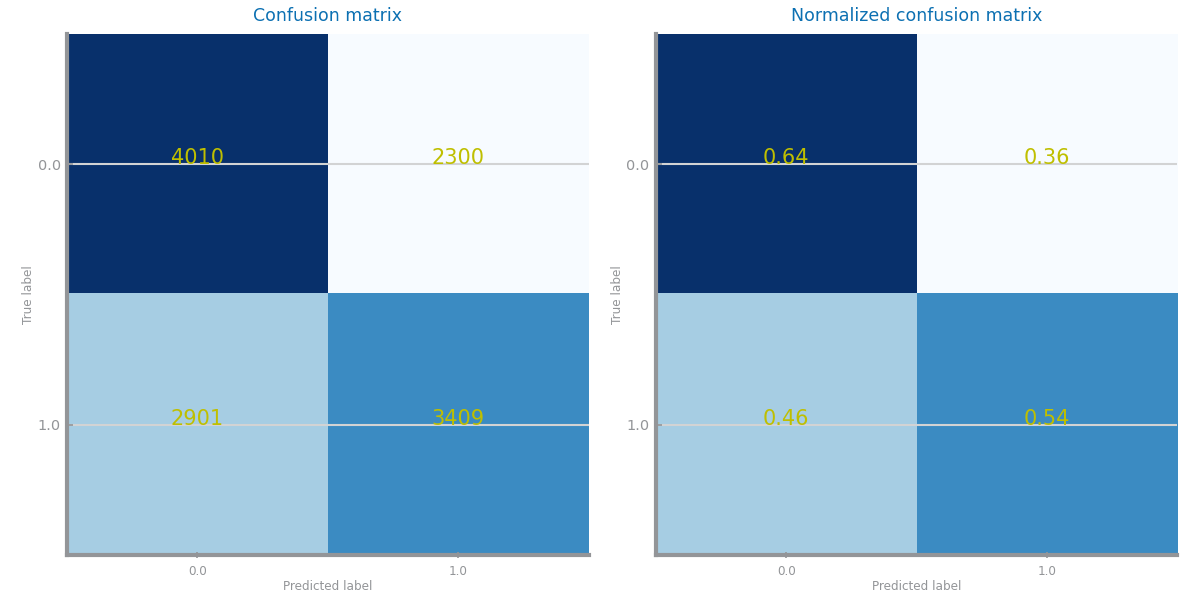 Confusion matrix
0.0
4010
2300
True label
1.0
2901
3409
0.0
1.0
Predicted label
Normalized confusion matrix
0.0
0.64
0.36
True label
1.0
0.46
0.54
0.0
1.0
Predicted label